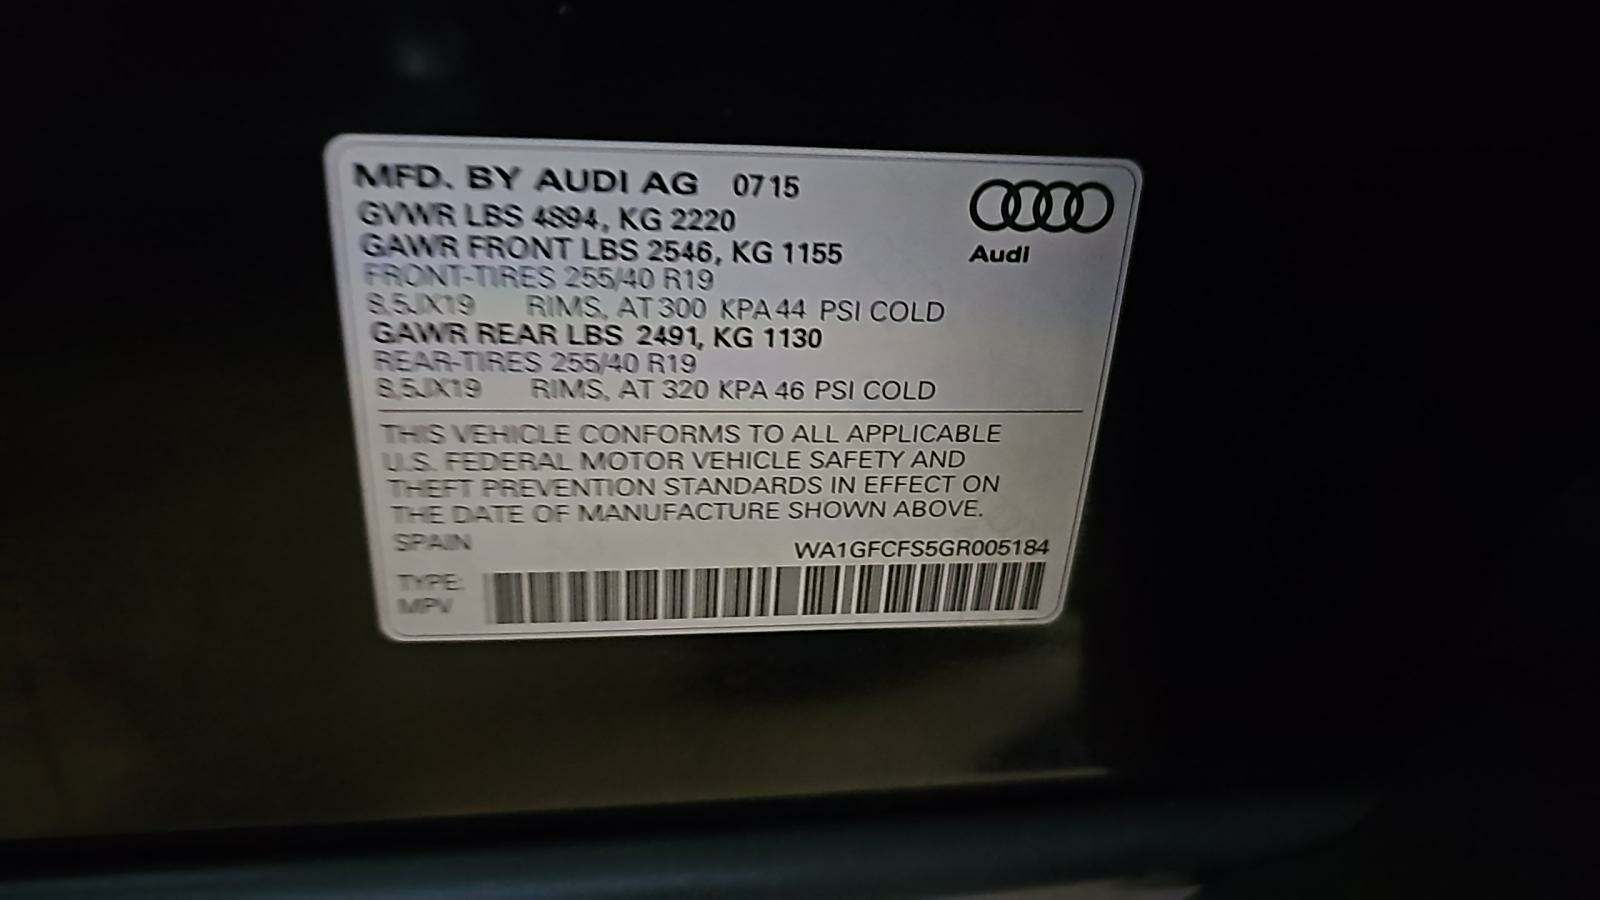 MFD. BY AUDI AG 0715
GVWR LBS 4894, KG 2220
GAWR FRONT LBS 2546, KG 1155
FRONT-TIRES 255/40 R19
8,5JX19 RIMS, AT 300 KPA 44 PSI COLD
GAWR REAR LBS 2491, KG 1130
REAR-TIRES 255/40 R19
8,5JX19 RIMS, AT 320 KPA 46 PSI COLD
Audi
THIS VEHICLE CONFORMS TO ALL APPLICABLE
U.S. FEDERAL MOTOR VEHICLE SAFETY AND
THEFT PREVENTION STANDARDS IN EFFECT ON
THE DATE OF MANUFACTURE SHOWN ABOVE.
SPAIN
WA1GFCFS5GR005184
TYPE:
MPV